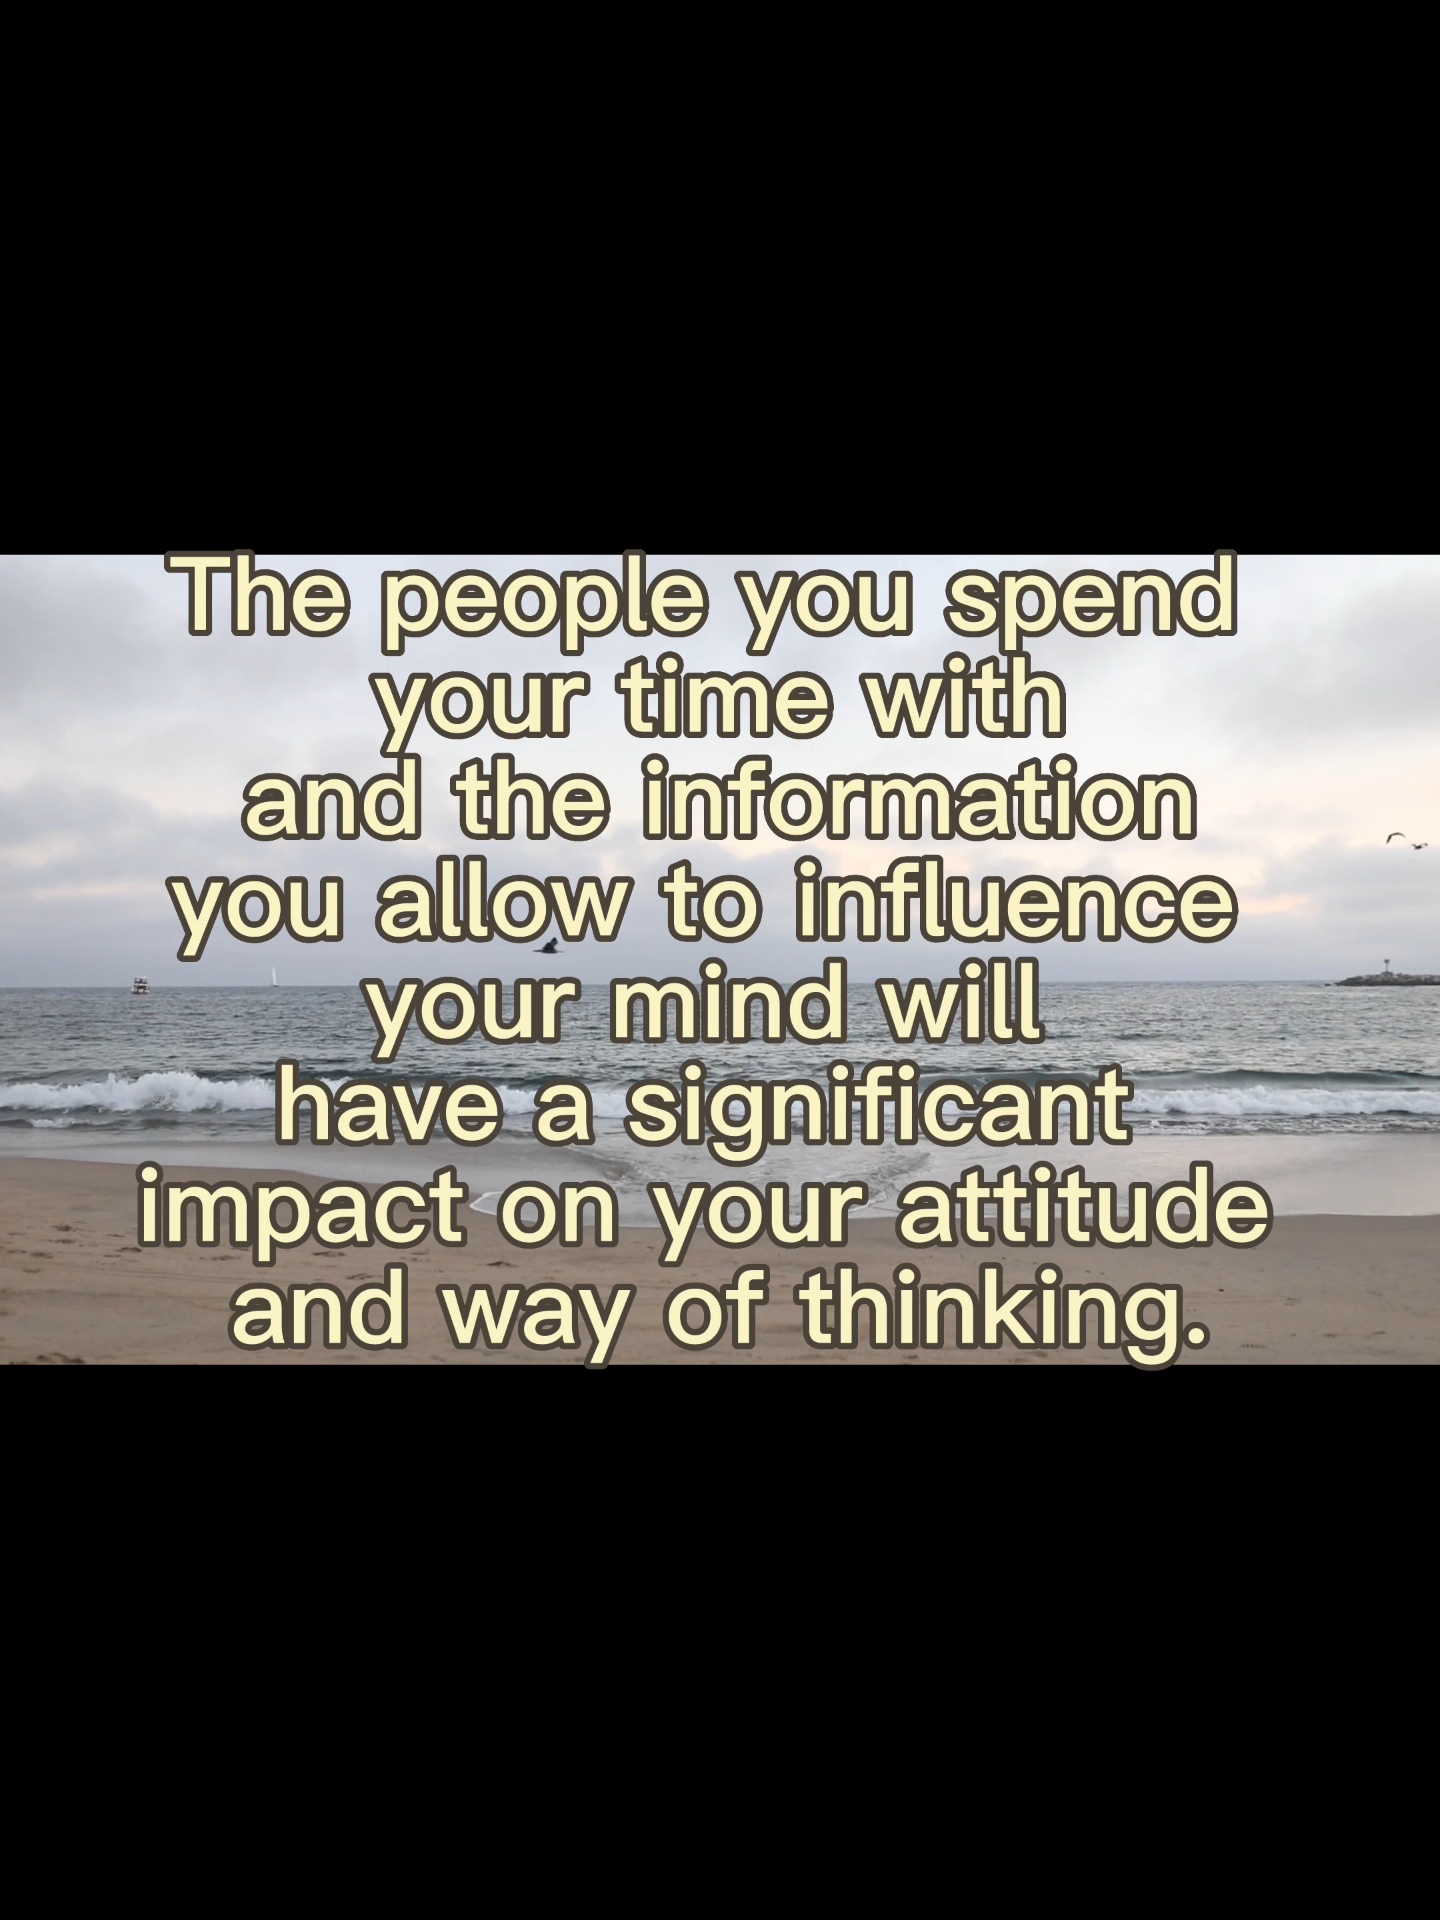 The people you spend
your time with
and the information
you allow to influence
your mind will
have a significant
impact on your attitude
and way of thinking.